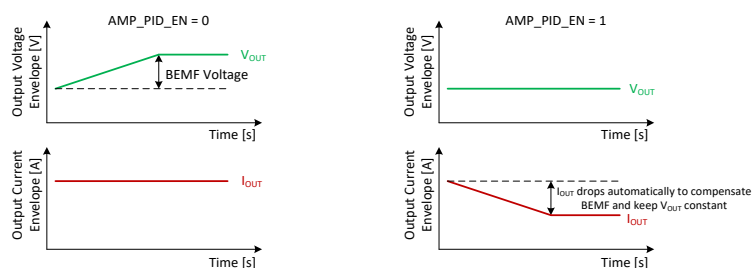 AMP_PID_EN = 0
Output Voltage
Envelope [V]
VOUT
BEMF Voltage
Time [s]
Output Current
Envelope [A]
IOUT
Time [s]
AMP_PID_EN = 1
Output Voltage
Envelope [V]
VOUT
Time [s]
Output Current
Envelope [A]
IOUT drops automatically to compensate
BEMF and keep VOUT constant
IOUT
Time [s]